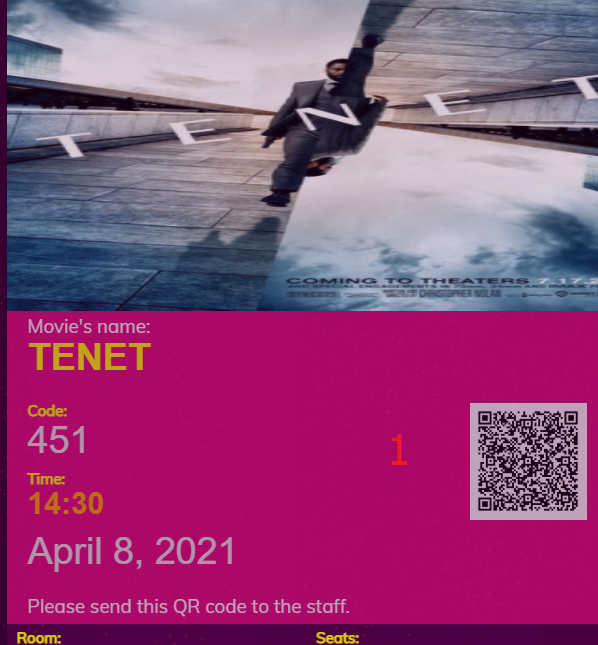 T E N E T
COMING TO THEATERS 7.17.2
CHRISTOPHER NOLAN
Movie's name:
TENET
Code:
451
1
Time:
14:30
April 8, 2021
Please send this QR code to the staff.
Room: Seats: